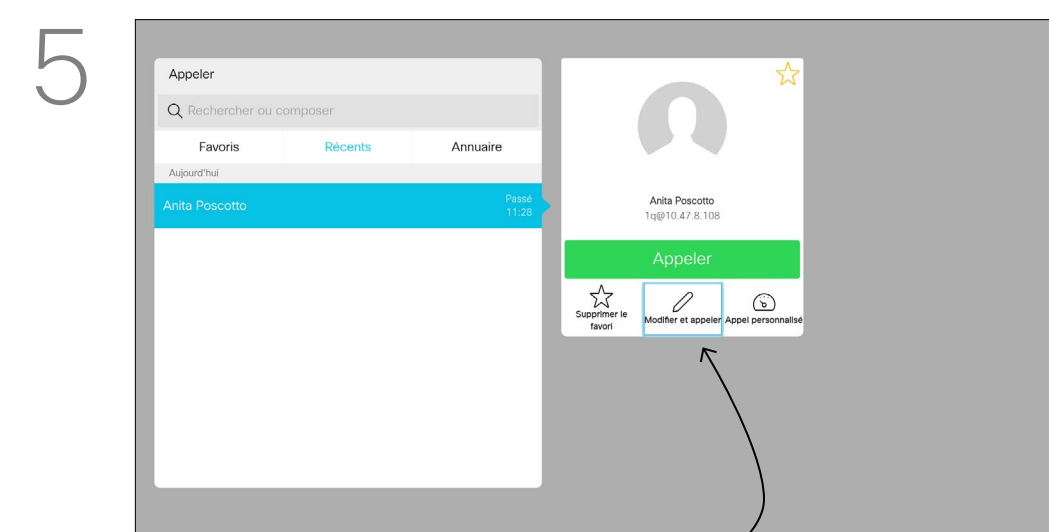 5
Appeler
Rechercher ou composer
Favoris Récents Annuaire
Aujourd'hui
Anita Poscotto Passé
11:28
Anita Poscotto
1q@10.47.8.108
Appeler
Supprimer le
favori
Modifier et appeler
Appel personnalisé